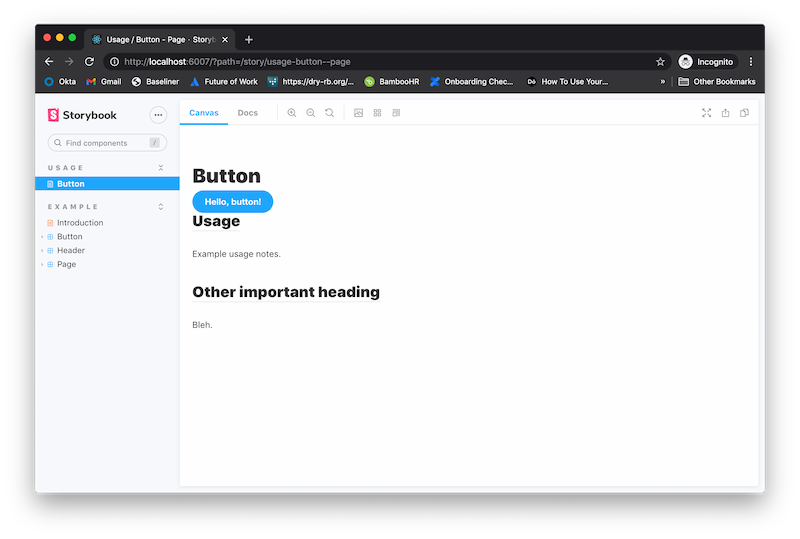 Usage / Button - Page · Storyb
http://localhost:6007/?path=/story/usage-button--page
Incognito
Okta
Gmail
Baseliner
Future of Work
https://dry-rb.org/...
BambooHR
Onboarding Chec...
How To Use Your...
»
Other Bookmarks
S
Storybook
Canvas
Docs
Find components
/
USAGE
Button
EXAMPLE
Introduction
Button
Header
Page
Button
Hello, button!
Usage
Example usage notes.
Other important heading
Bleh.